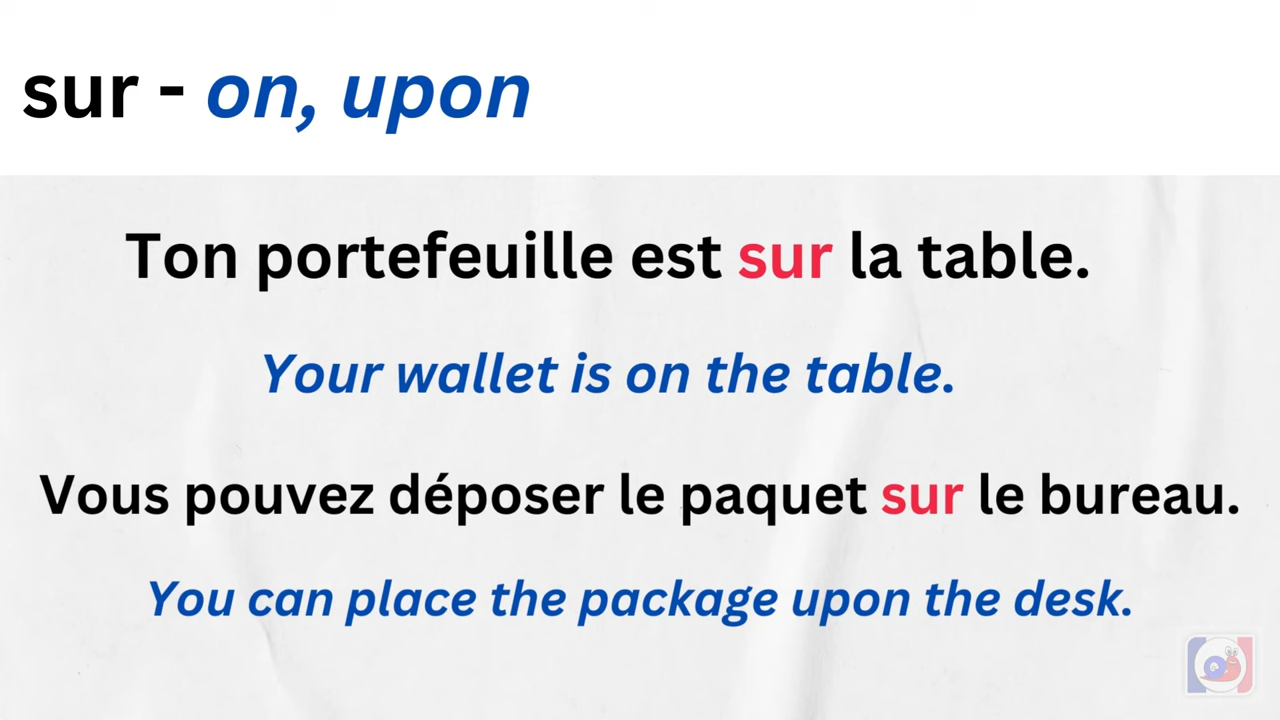 sur - on, upon
Ton portefeuille est sur la table.
Your wallet is on the table.
Vous pouvez déposer le paquet sur le bureau.
You can place the package upon the desk.